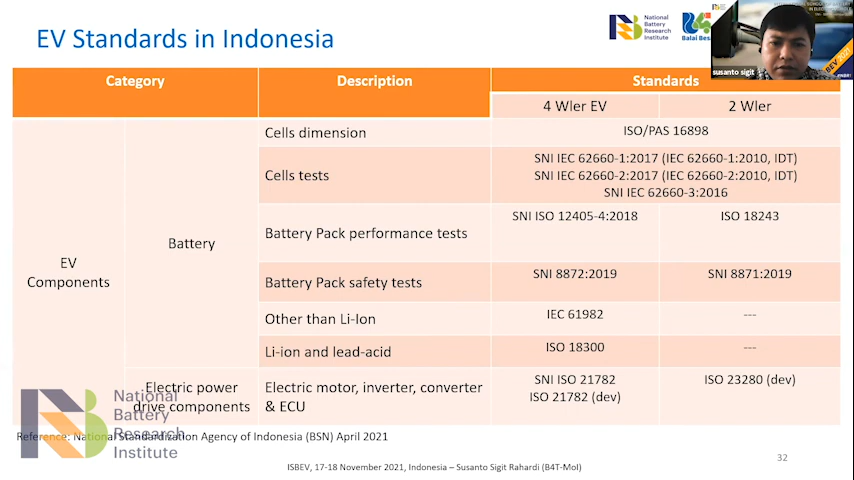 EV Standards in Indonesia
National
Battery
Research
Institute
Balai Bes
susanto sigit
BEV 2021
#NBRI
Category
Description
Standards
4 Wler EV
2 Wler
EV
Components
Battery
Cells dimension
ISO/PAS 16898
Cells tests
SNI IEC 62660-1:2017 (IEC 62660-1:2010, IDT)
SNI IEC 62660-2:2017 (IEC 62660-2:2010, IDT)
SNI IEC 62660-3:2016
Battery Pack performance tests
SNI ISO 12405-4:2018
ISO 18243
Battery Pack safety tests
SNI 8872:2019
SNI 8871:2019
Other than Li-Ion
IEC 61982
---
Li-ion and lead-acid
ISO 18300
---
Electric power
drive components
Electric motor, inverter, converter
& ECU
SNI ISO 21782
ISO 21782 (dev)
ISO 23280 (dev)
National
Battery
Research
Institute
Reference: National Standardization Agency of Indonesia (BSN) April 2021
32
ISBEV, 17-18 November 2021, Indonesia – Susanto Sigit Rahardi (B4T-MoI)